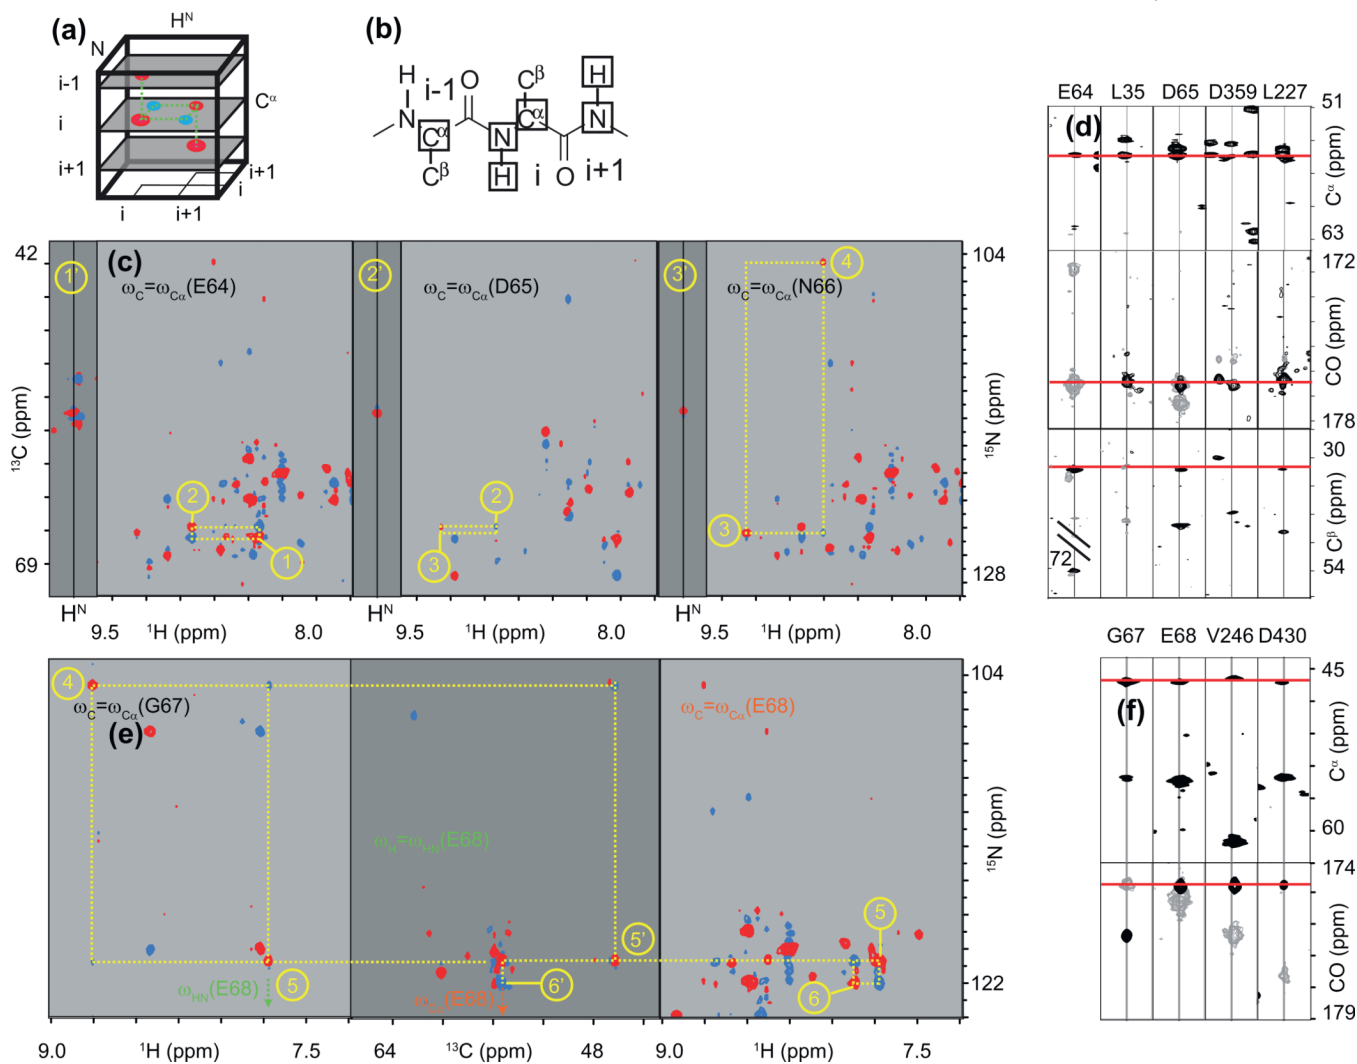 (a)
H^N
N
i-1
C^α
i
i+1
i+1
i
i
i+1
(b)
H
i-1
O
C^β
H
N
C^α
N
C^α
N
C^β
H
i
O
i+1
E64 L35 D65 D359 L227
(d)
51
C^α (ppm)
63
172
CO (ppm)
178
30
C^β (ppm)
54
72
(c)
42
¹³C (ppm)
69
1'
ω_C=ω_Cα(E64)
2
1
2'
ω_C=ω_Cα(D65)
2
3
3'
4
ω_C=ω_Cα(N66)
3
104
¹⁵N (ppm)
128
H^N
9.5 ¹H (ppm) 8.0
H^N
9.5 ¹H (ppm) 8.0
H^N
9.5 ¹H (ppm) 8.0
4
ω_C=ω_Cα(G67)
(e)
ω_HN(E68)
5
ω_H=ω_HN(E68)
5'
6'
(E68)
ω_C=ω_Cα(E68)
5
6
104
¹⁵N (ppm)
122
9.0 ¹H (ppm) 7.5
64 ¹³C (ppm) 48
9.0 ¹H (ppm) 7.5
G67 E68 V246 D430
(f)
45
C^α (ppm)
60
174
CO (ppm)
179